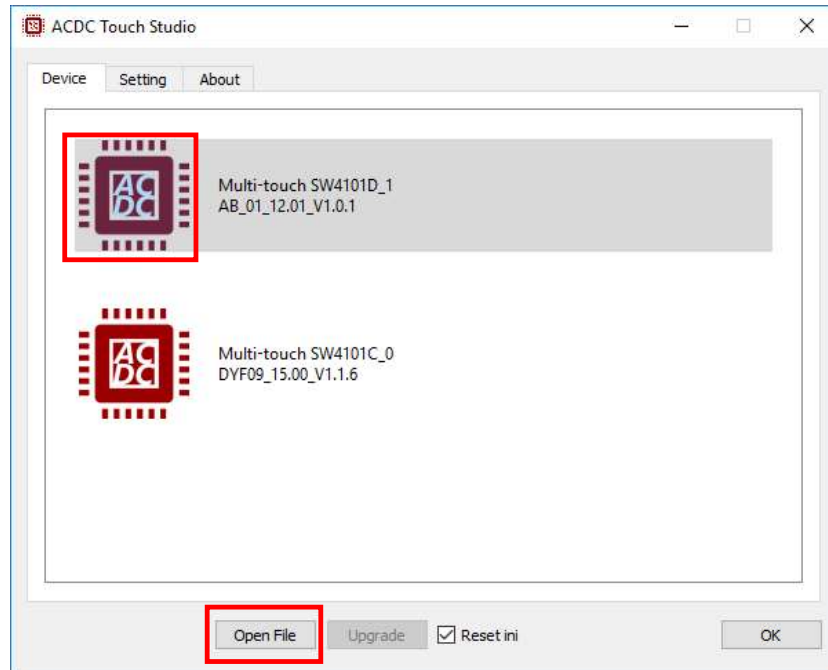 ACDC Touch Studio
Device Setting About
AC
DC
Multi-touch SW4101D_1
AB_01_12.01_V1.0.1
AC
DC
Multi-touch SW4101C_0
DYF09_15.00_V1.1.6
Open File Upgrade Reset ini OK